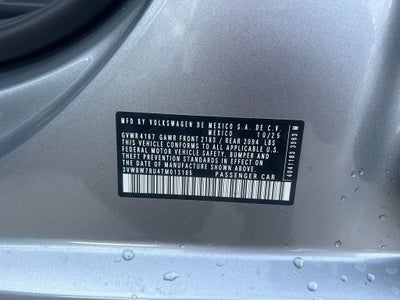 MFD BY VOLKSWAGEN DE MEXICO S.A. DE C.V.
MEXICO 10/25
GVWR 4167 GAWR FRONT 2183 / REAR 2094 LBS
THIS VEHICLE CONFORMS TO ALL APPLICABLE U.S.
FEDERAL MOTOR VEHICLE SAFETY, BUMPER AND
THEFT PREVENTION STANDARDS IN EFFECT ON THE
DATE OF MANUFACTURE SHOWN ABOVE.
3VWBW7BU4TM013185
PASSENGER CAR